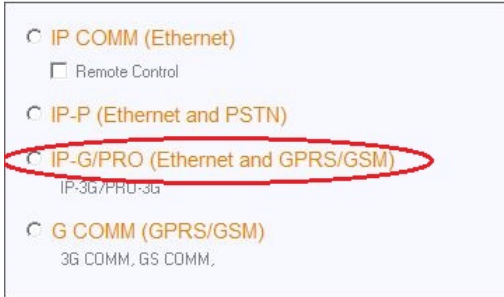 IP COMM (Ethernet)
Remote Control
IP-P (Ethernet and PSTN)
IP-G/PRO (Ethernet and GPRS/GSM)
IP-3G/PRO-3G
G COMM (GPRS/GSM)
3G COMM, GS COMM,